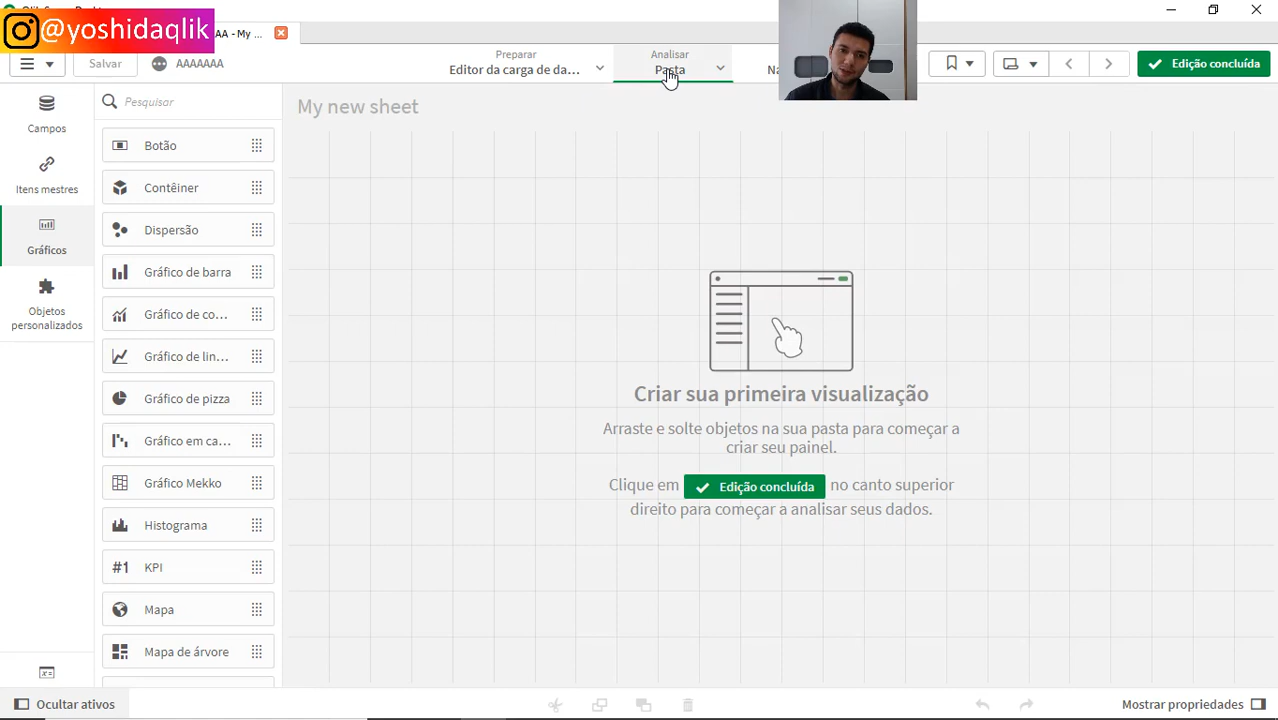 @yoshidaqlik
AA - My ...
Preparar
Editor da carga de da...
Analisar
Pasta
Na
Salvar
AAAAAAA
Edição concluída
Campos
Itens mestres
Gráficos
Objetos
personalizados
Pesquisar
Botão
Contêiner
Dispersão
Gráfico de barra
Gráfico de co...
Gráfico de lin...
Gráfico de pizza
Gráfico em ca...
Gráfico Mekko
Histograma
#1 KPI
Mapa
Mapa de árvore
My new sheet
Criar sua primeira visualização
Arraste e solte objetos na sua pasta para começar a
criar seu painel.
Clique em Edição concluída no canto superior
direito para começar a analisar seus dados.
Ocultar ativos
Mostrar propriedades